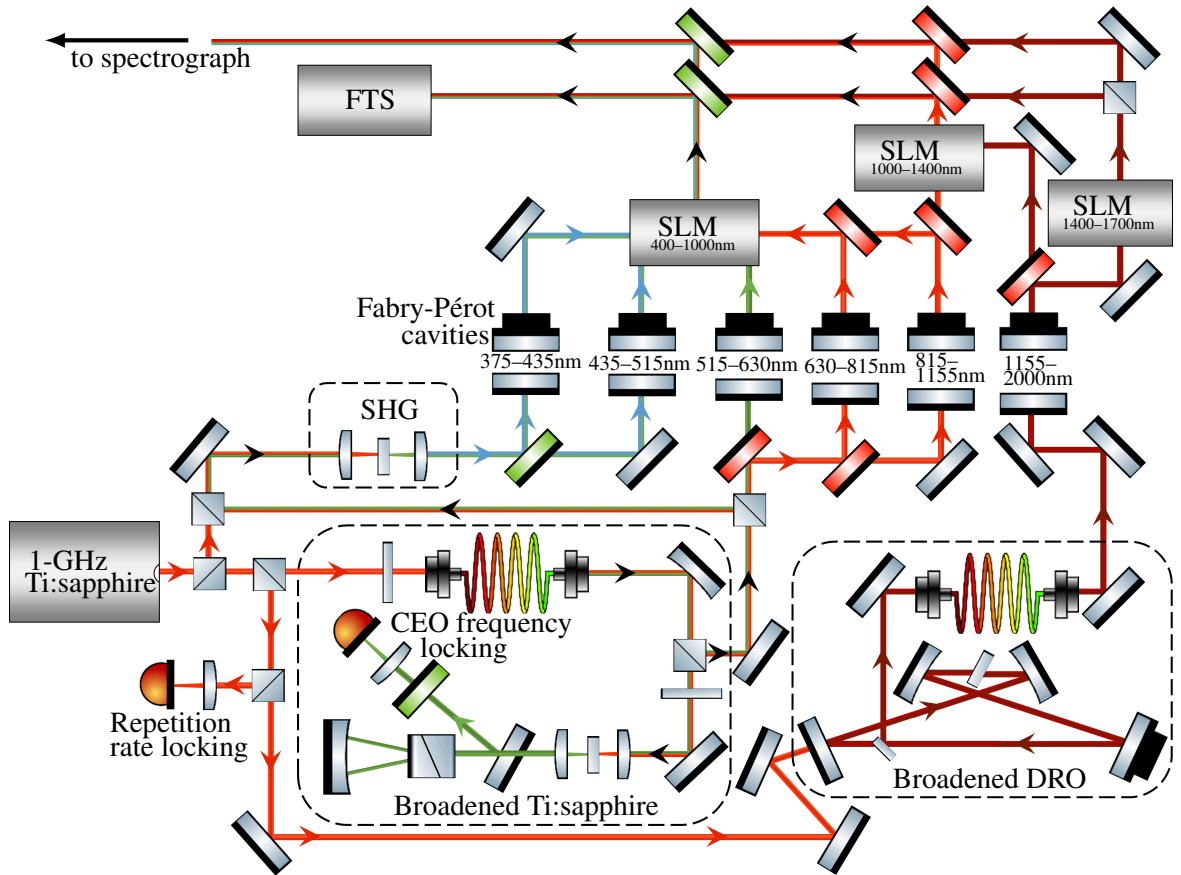 to spectrograph
FTS
SLM
1000–1400nm
SLM
1400–1700nm
SLM
400–1000nm
Fabry-Pérot
cavities
375–435nm
435–515nm
515–630nm
630–815nm
815–
1155nm
1155–
2000nm
SHG
1-GHz
Ti:sapphire
CEO frequency
locking
Repetition
rate locking
Broadened Ti:sapphire
Broadened DRO